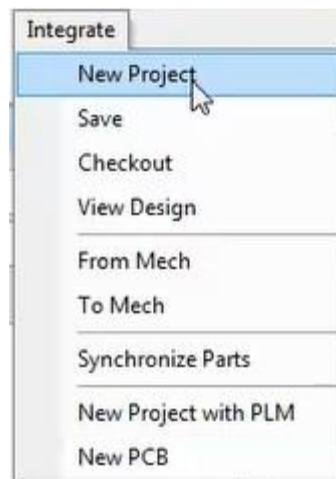 Integrate
New Project
Save
Checkout
View Design
From Mech
To Mech
Synchronize Parts
New Project with PLM
New PCB